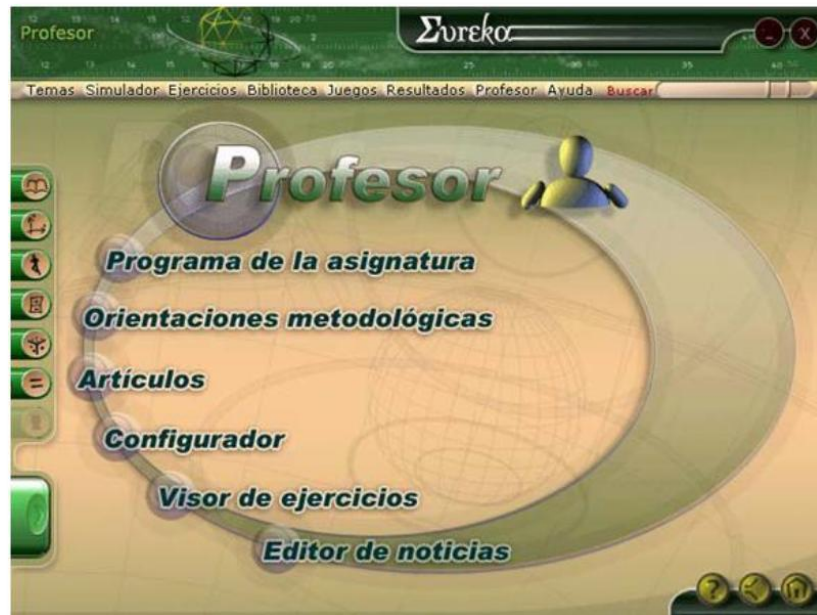 Profesor
Συreka
Temas Simulador Ejercicios Biblioteca Juegos Resultados Profesor Ayuda Buscar
Profesor
Programa de la asignatura
Orientaciones metodológicas
Artículos
Configurador
Visor de ejercicios
Editor de noticias